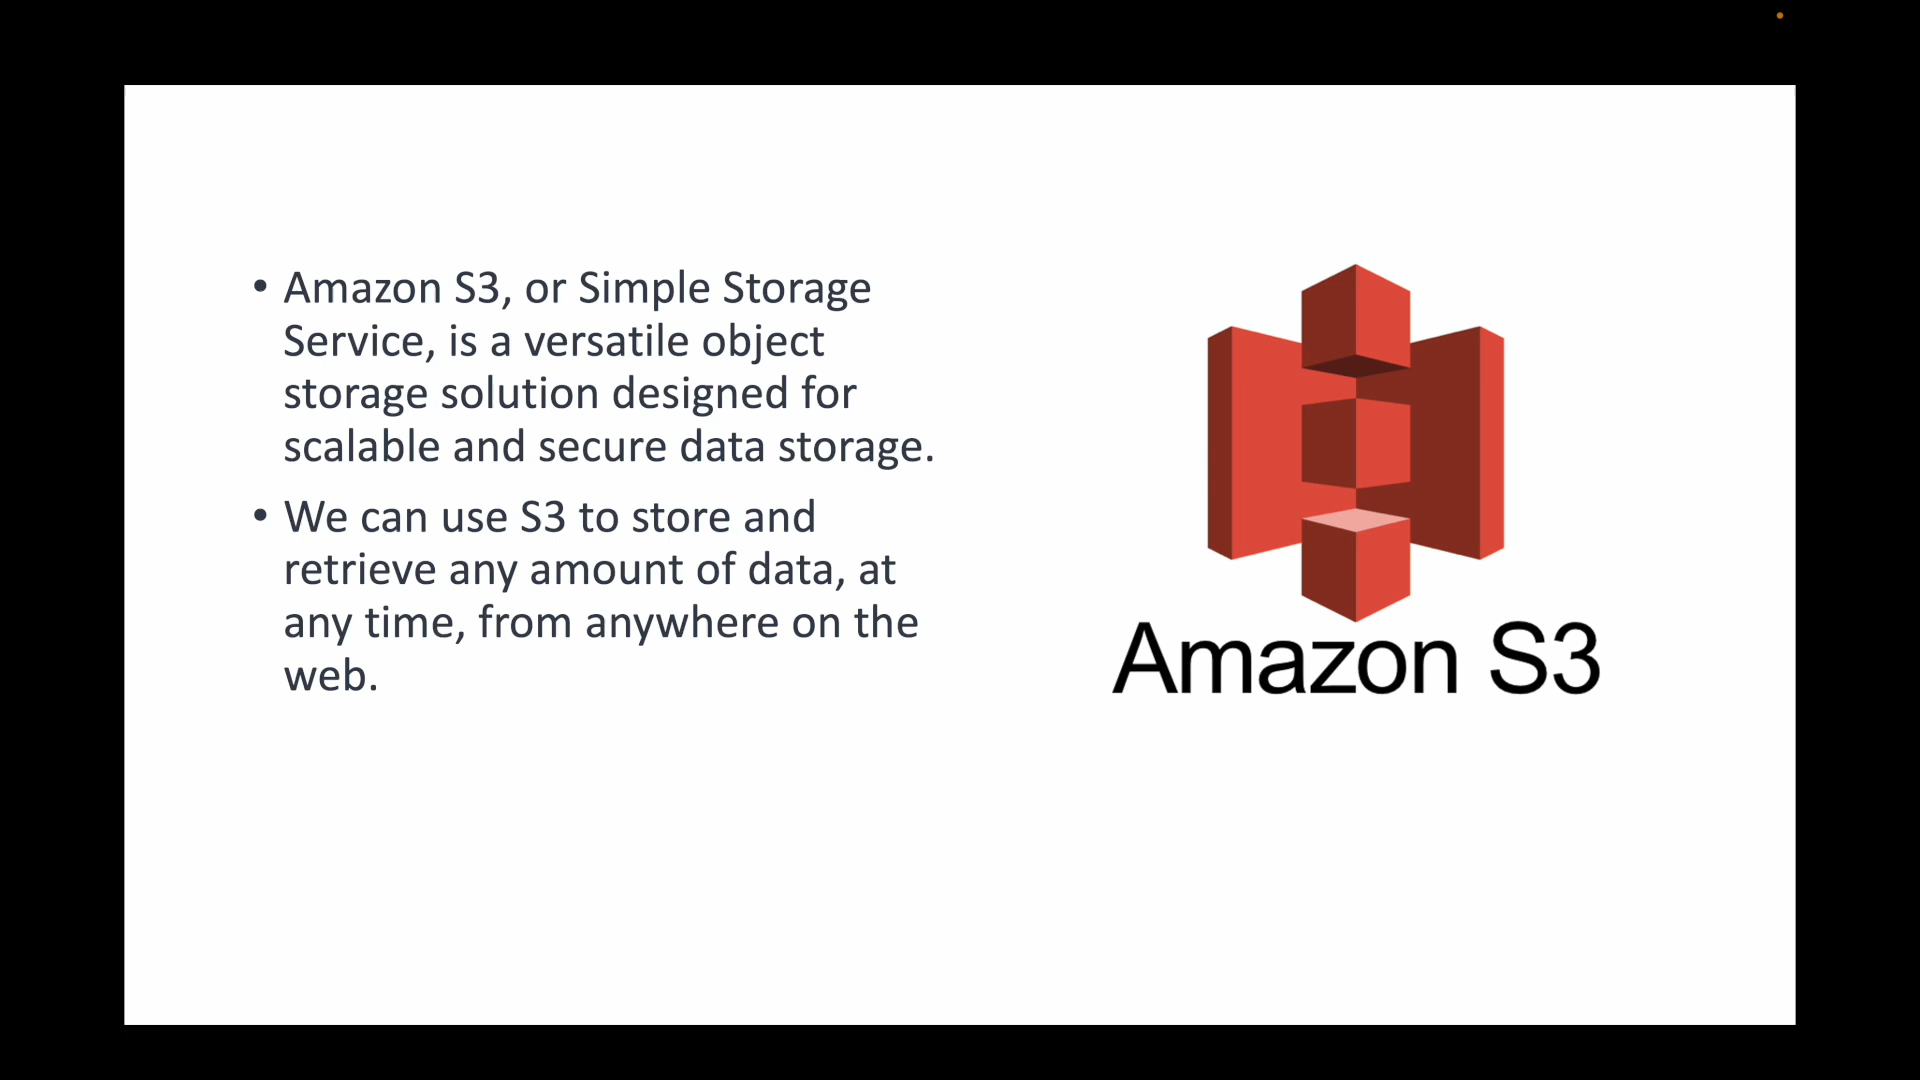 • Amazon S3, or Simple Storage
Service, is a versatile object
storage solution designed for
scalable and secure data storage.
• We can use S3 to store and
retrieve any amount of data, at
any time, from anywhere on the
web.
Amazon S3